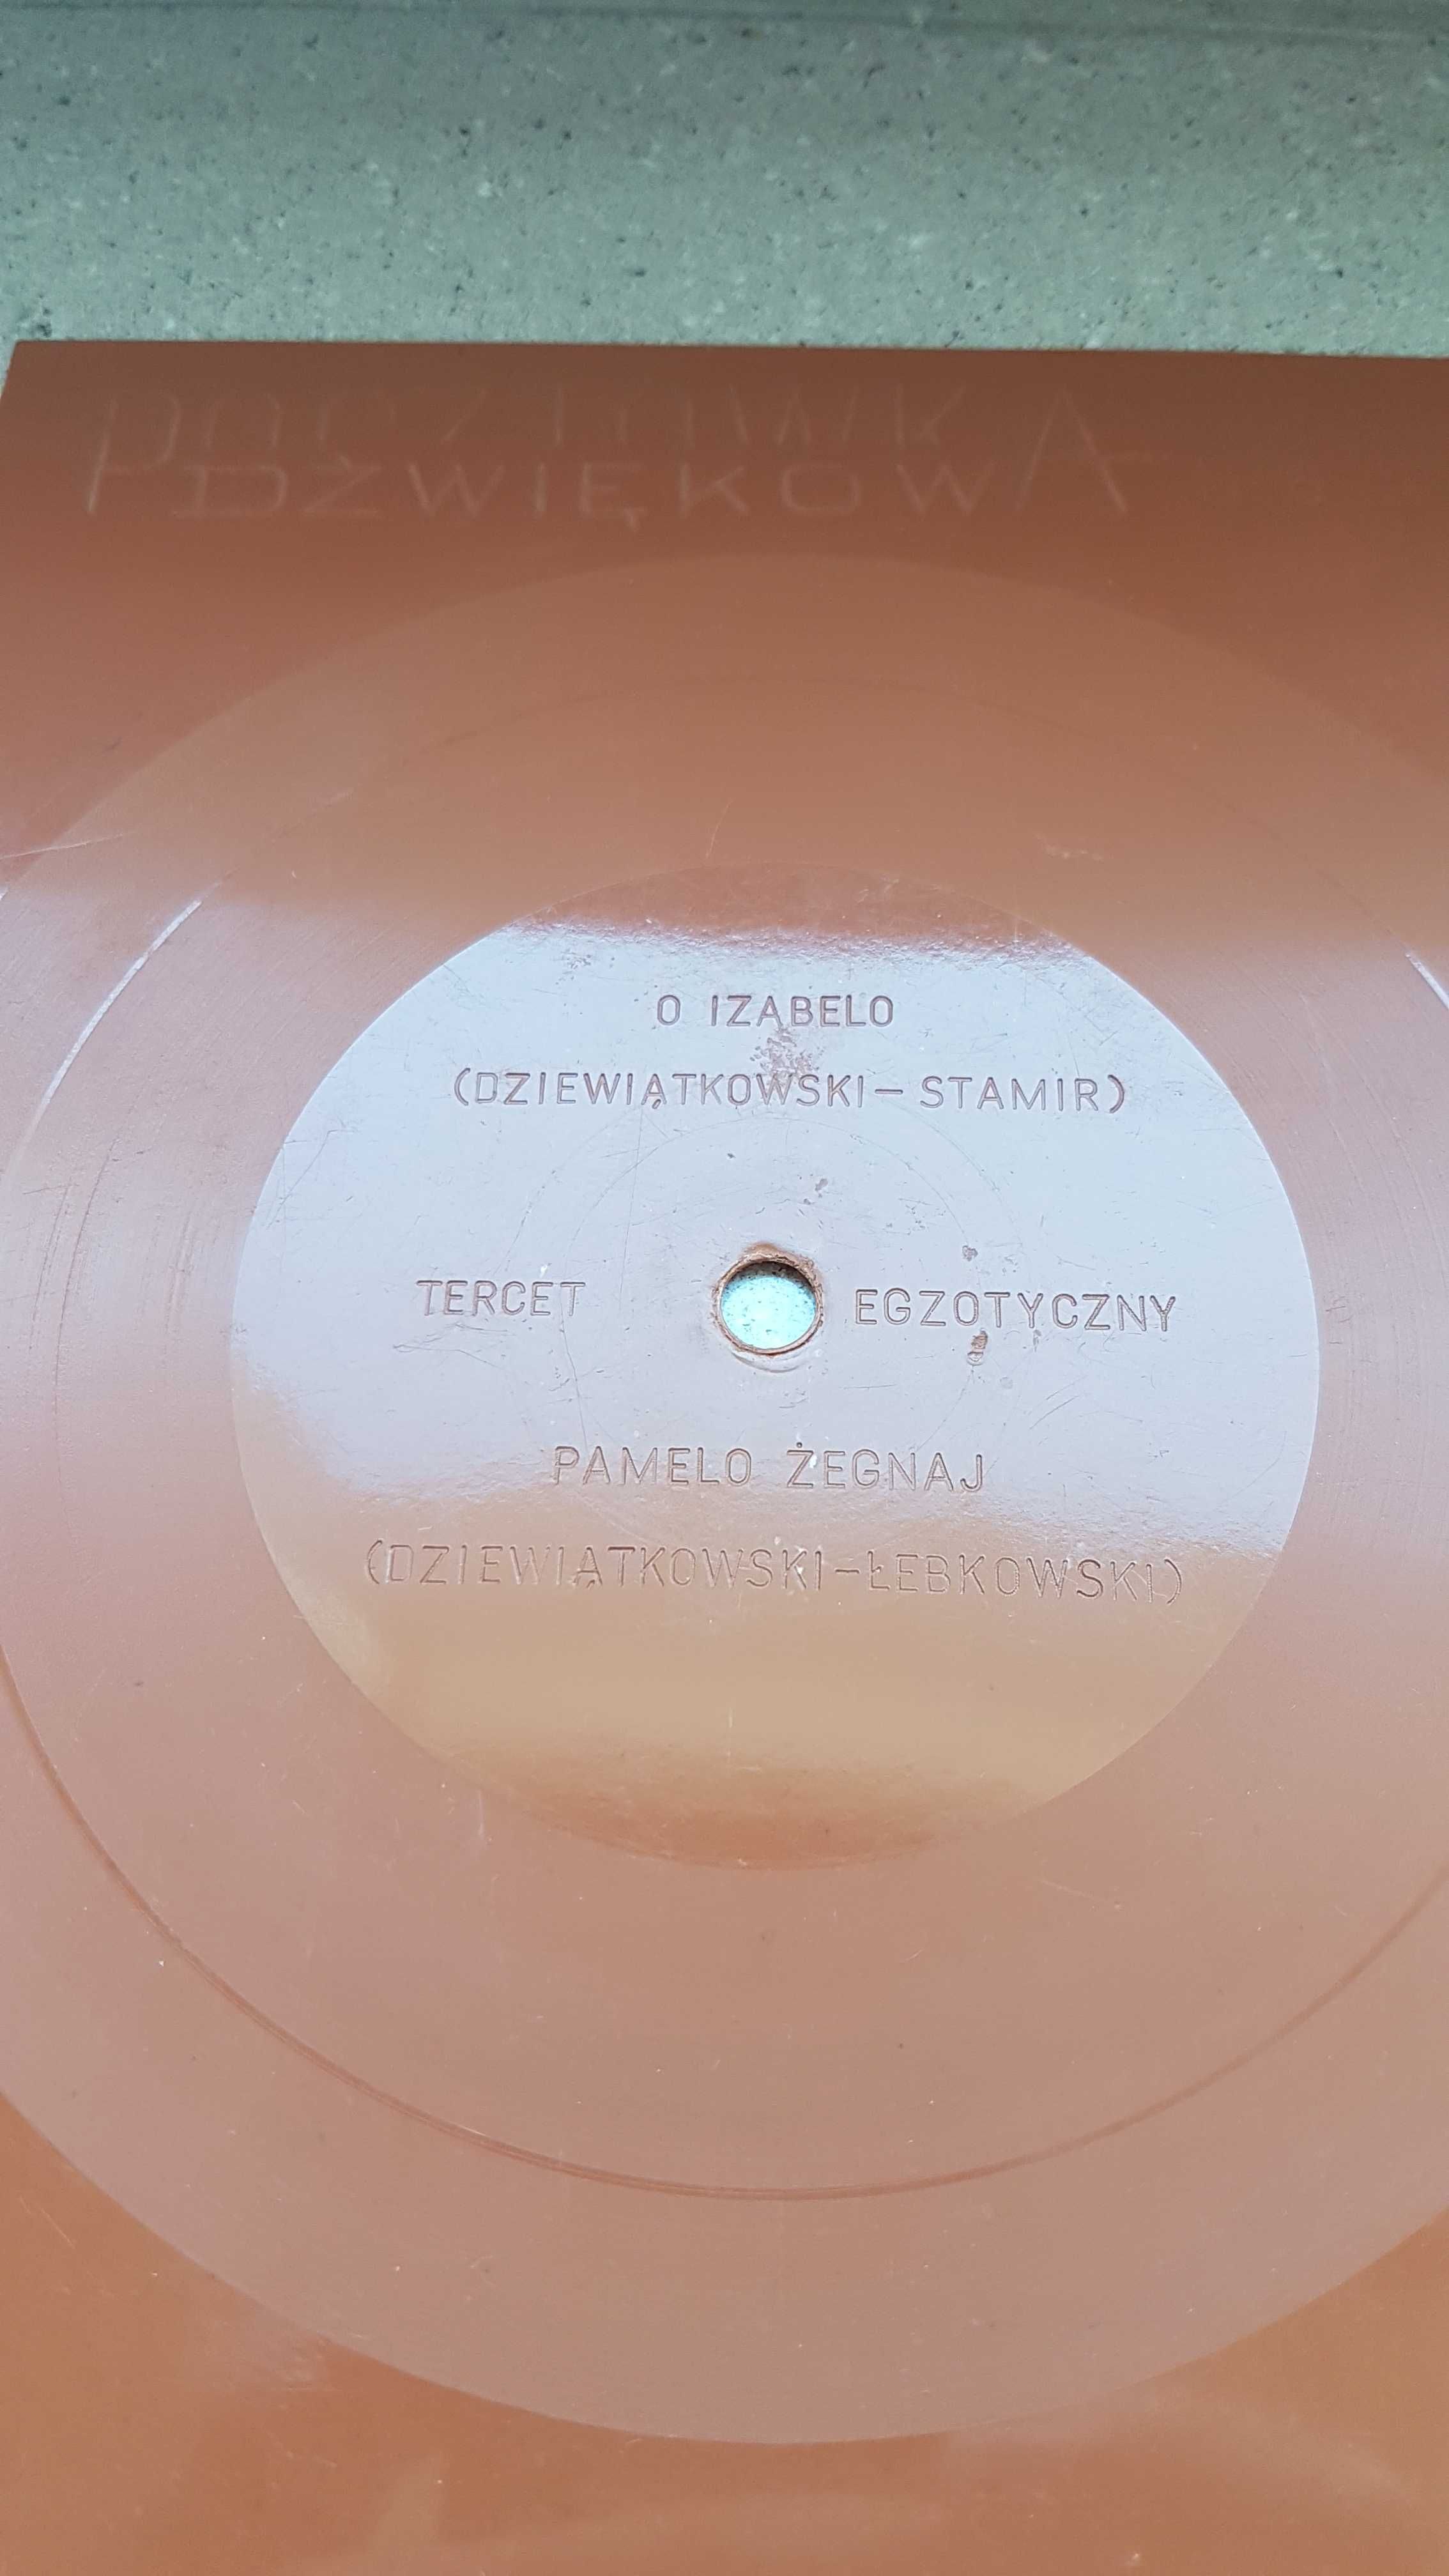 POCZTÓWKA
DŹWIĘKOWA
O IZABELO
(DZIEWIĄTKOWSKI-STAMIR)
TERCET EGZOTYCZNY
PAMELO ŻEGNAJ
(DZIEWIĄTKOWSKI-ŁEBKOWSKI)